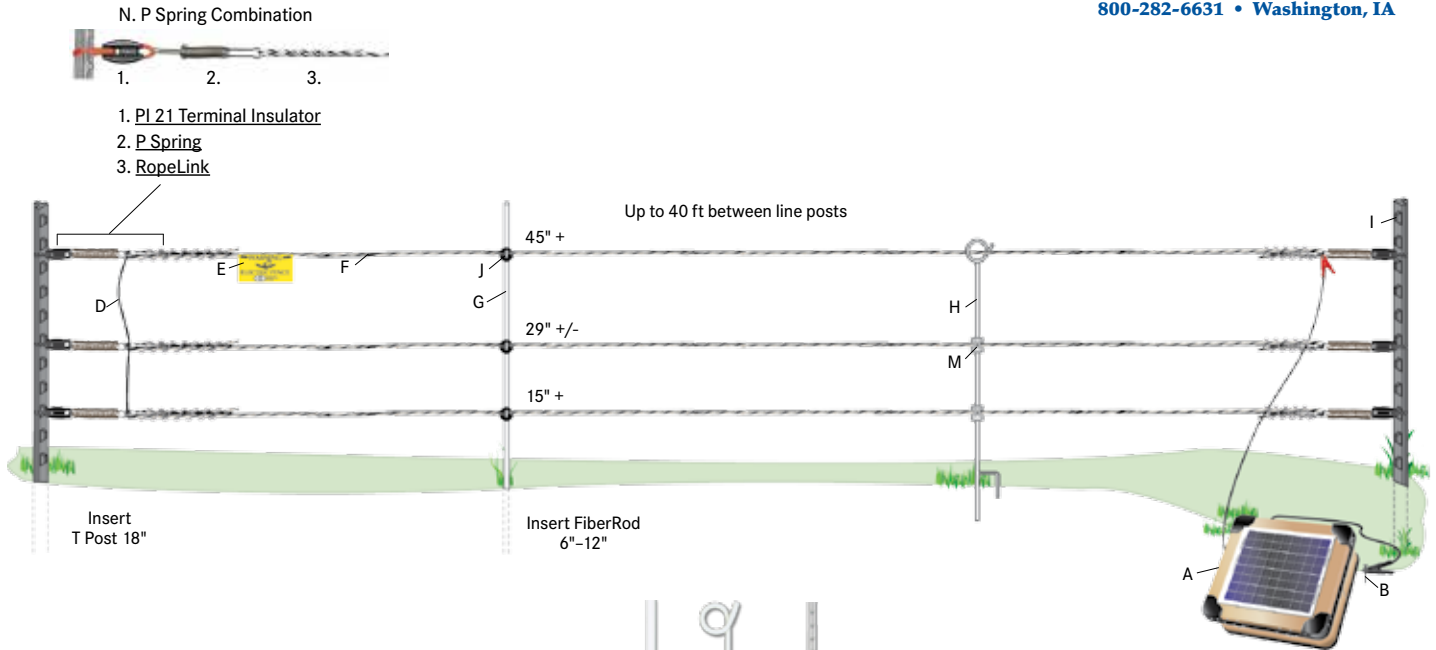 800-282-6631 • Washington, IA
N. P Spring Combination
1. 2. 3.
1. PI 21 Terminal Insulator
2. P Spring
3. RopeLink
Up to 40 ft between line posts
I
45" +
E
F
J
D
G
H
29" +/-
M
15" +
Insert
T Post 18"
Insert FiberRod
6"–12"
A
B